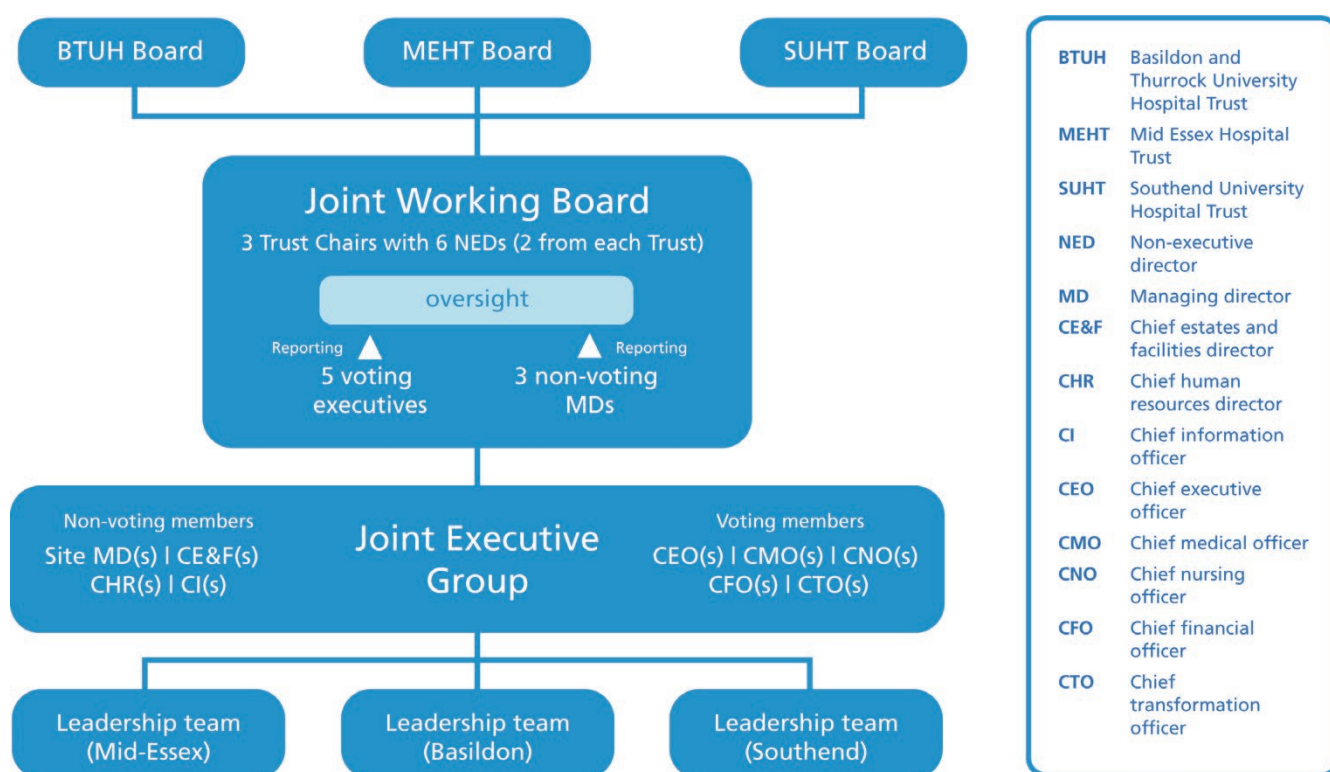 BTUH Board
MEHT Board
SUHT Board
Joint Working Board
3 Trust Chairs with 6 NEDs (2 from each Trust)
oversight
Reporting
Reporting
5 voting
executives
3 non-voting
MDs
Non-voting members
Site MD(s) | CE&F(s)
CHR(s) | CI(s)
Joint Executive
Group
Voting members
CEO(s) | CMO(s) | CNO(s)
CFO(s) | CTO(s)
Leadership team
(Mid-Essex)
Leadership team
(Basildon)
Leadership team
(Southend)
BTUH Basildon and
Thurrock University
Hospital Trust
MEHT Mid Essex Hospital
Trust
SUHT Southend University
Hospital Trust
NED Non-executive
director
MD Managing director
CE&F Chief estates and
facilities director
CHR Chief human
resources director
CI Chief information
officer
CEO Chief executive
officer
CMO Chief medical officer
CNO Chief nursing
officer
CFO Chief financial
officer
CTO Chief
transformation
officer